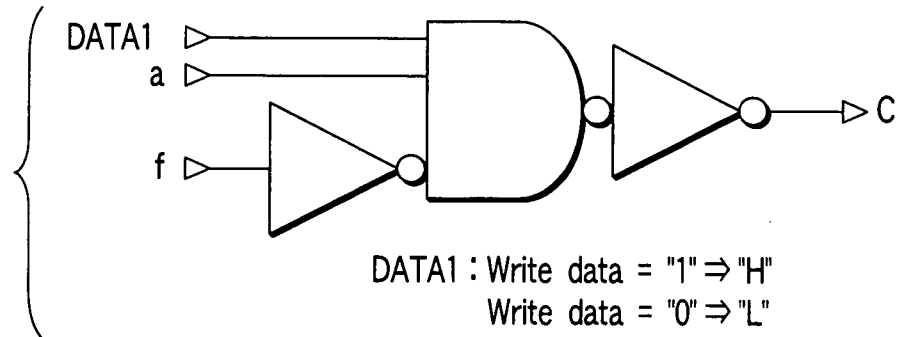 DATA1
a
f
C
DATA1 : Write data = "1" ⇒ "H"
Write data = "0" ⇒ "L"